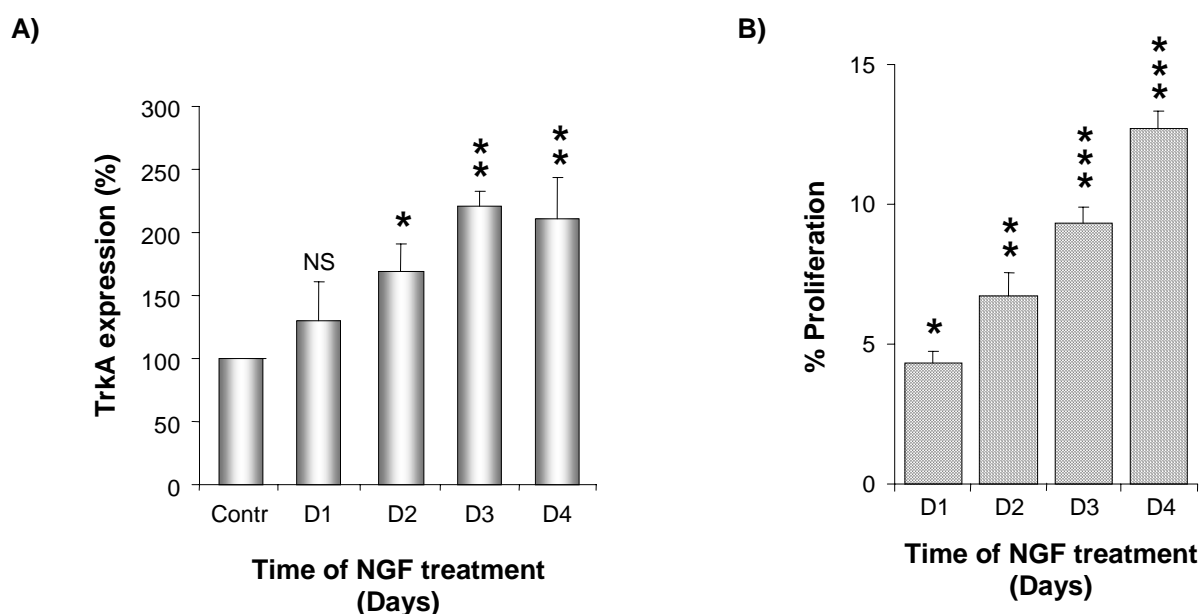 A)
TrkA expression (%)
300
250
200
150
100
50
0
NS
*
**
**
Contr D1 D2 D3 D4
Time of NGF treatment
(Days)
B)
% Proliferation
15
10
5
0
*
**
***
***
D1 D2 D3 D4
Time of NGF treatment
(Days)